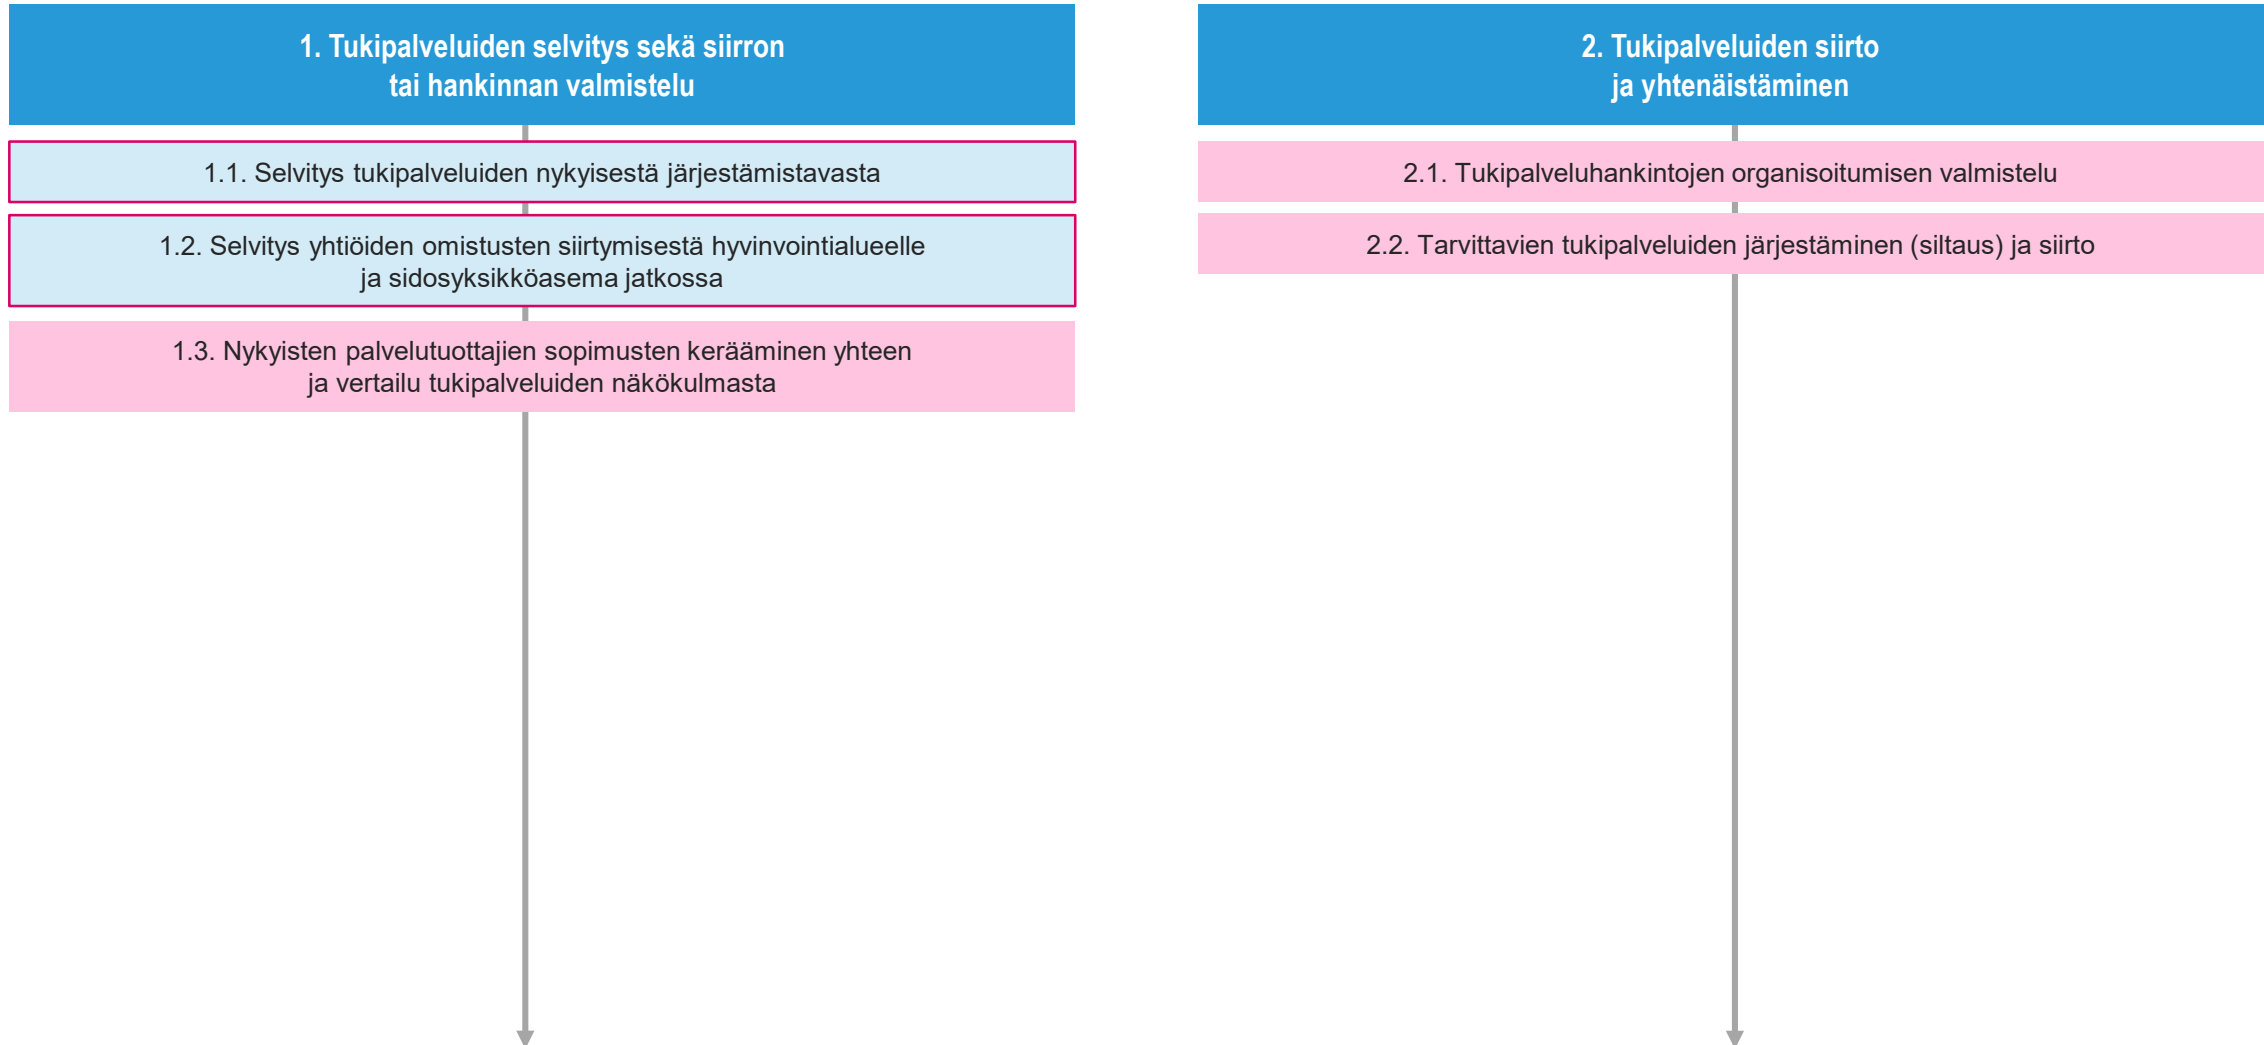 1. Tukipalveluiden selvitys sekä siirron
tai hankinnan valmistelu
1.1. Selvitys tukipalveluiden nykyisestä järjestämistavasta
1.2. Selvitys yhtiöiden omistusten siirtymisestä hyvinvointialueelle
ja sidosyksikköasema jatkossa
1.3. Nykyisten palvelutuottajien sopimusten kerääminen yhteen
ja vertailu tukipalveluiden näkökulmasta
2. Tukipalveluiden siirto
ja yhtenäistäminen
2.1. Tukipalveluhankintojen organisoitumisen valmistelu
2.2. Tarvittavien tukipalveluiden järjestäminen (siltaus) ja siirto